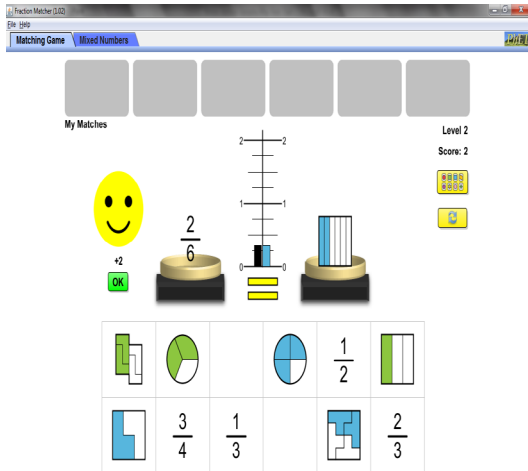 Fraction Matcher (1.02)
File Help
Matching Game Mixed Numbers
PhET
My Matches
Level 2
Score: 2
2 2
1 1
0 0
2
6
+2
OK
1
2
3
4
1
3
2
3